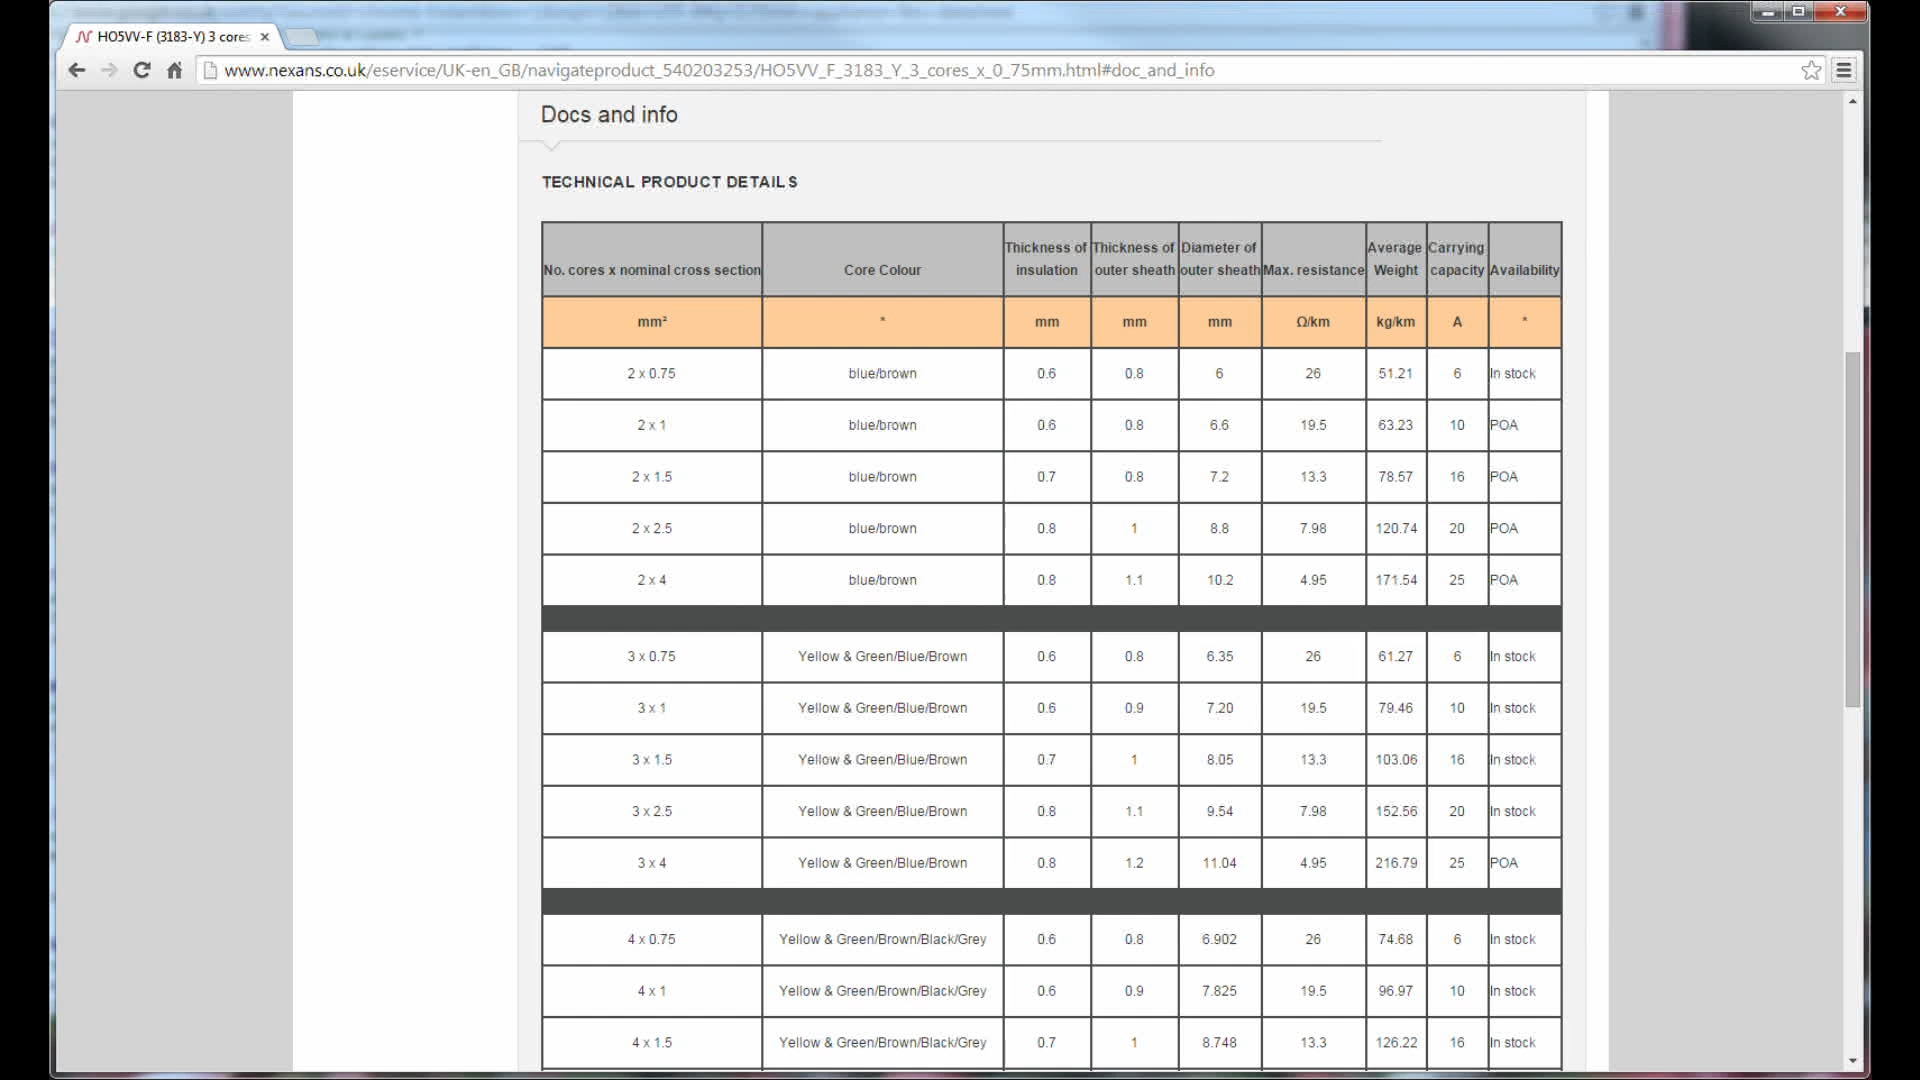 HO5VV-F (3183-Y) 3 cores
www.nexans.co.uk/eservice/UK-en_GB/navigateproduct_540203253/HO5VV_F_3183_Y_3_cores_x_0_75mm.html#doc_and_info
Docs and info
TECHNICAL PRODUCT DETAILS
No. cores x nominal cross section Core Colour Thickness of insulation Thickness of outer sheath Diameter of outer sheath Max. resistance Average Weight Carrying capacity Availability
mm² * mm mm mm Ω/km kg/km A *
2 x 0.75 blue/brown 0.6 0.8 6 26 51.21 6 In stock
2 x 1 blue/brown 0.6 0.8 6.6 19.5 63.23 10 POA
2 x 1.5 blue/brown 0.7 0.8 7.2 13.3 78.57 16 POA
2 x 2.5 blue/brown 0.8 1 8.8 7.98 120.74 20 POA
2 x 4 blue/brown 0.8 1.1 10.2 4.95 171.54 25 POA
3 x 0.75 Yellow & Green/Blue/Brown 0.6 0.8 6.35 26 61.27 6 In stock
3 x 1 Yellow & Green/Blue/Brown 0.6 0.9 7.20 19.5 79.46 10 In stock
3 x 1.5 Yellow & Green/Blue/Brown 0.7 1 8.05 13.3 103.06 16 In stock
3 x 2.5 Yellow & Green/Blue/Brown 0.8 1.1 9.54 7.98 152.56 20 In stock
3 x 4 Yellow & Green/Blue/Brown 0.8 1.2 11.04 4.95 216.79 25 POA
4 x 0.75 Yellow & Green/Brown/Black/Grey 0.6 0.8 6.902 26 74.68 6 In stock
4 x 1 Yellow & Green/Brown/Black/Grey 0.6 0.9 7.825 19.5 96.97 10 In stock
4 x 1.5 Yellow & Green/Brown/Black/Grey 0.7 1 8.748 13.3 126.22 16 In stock